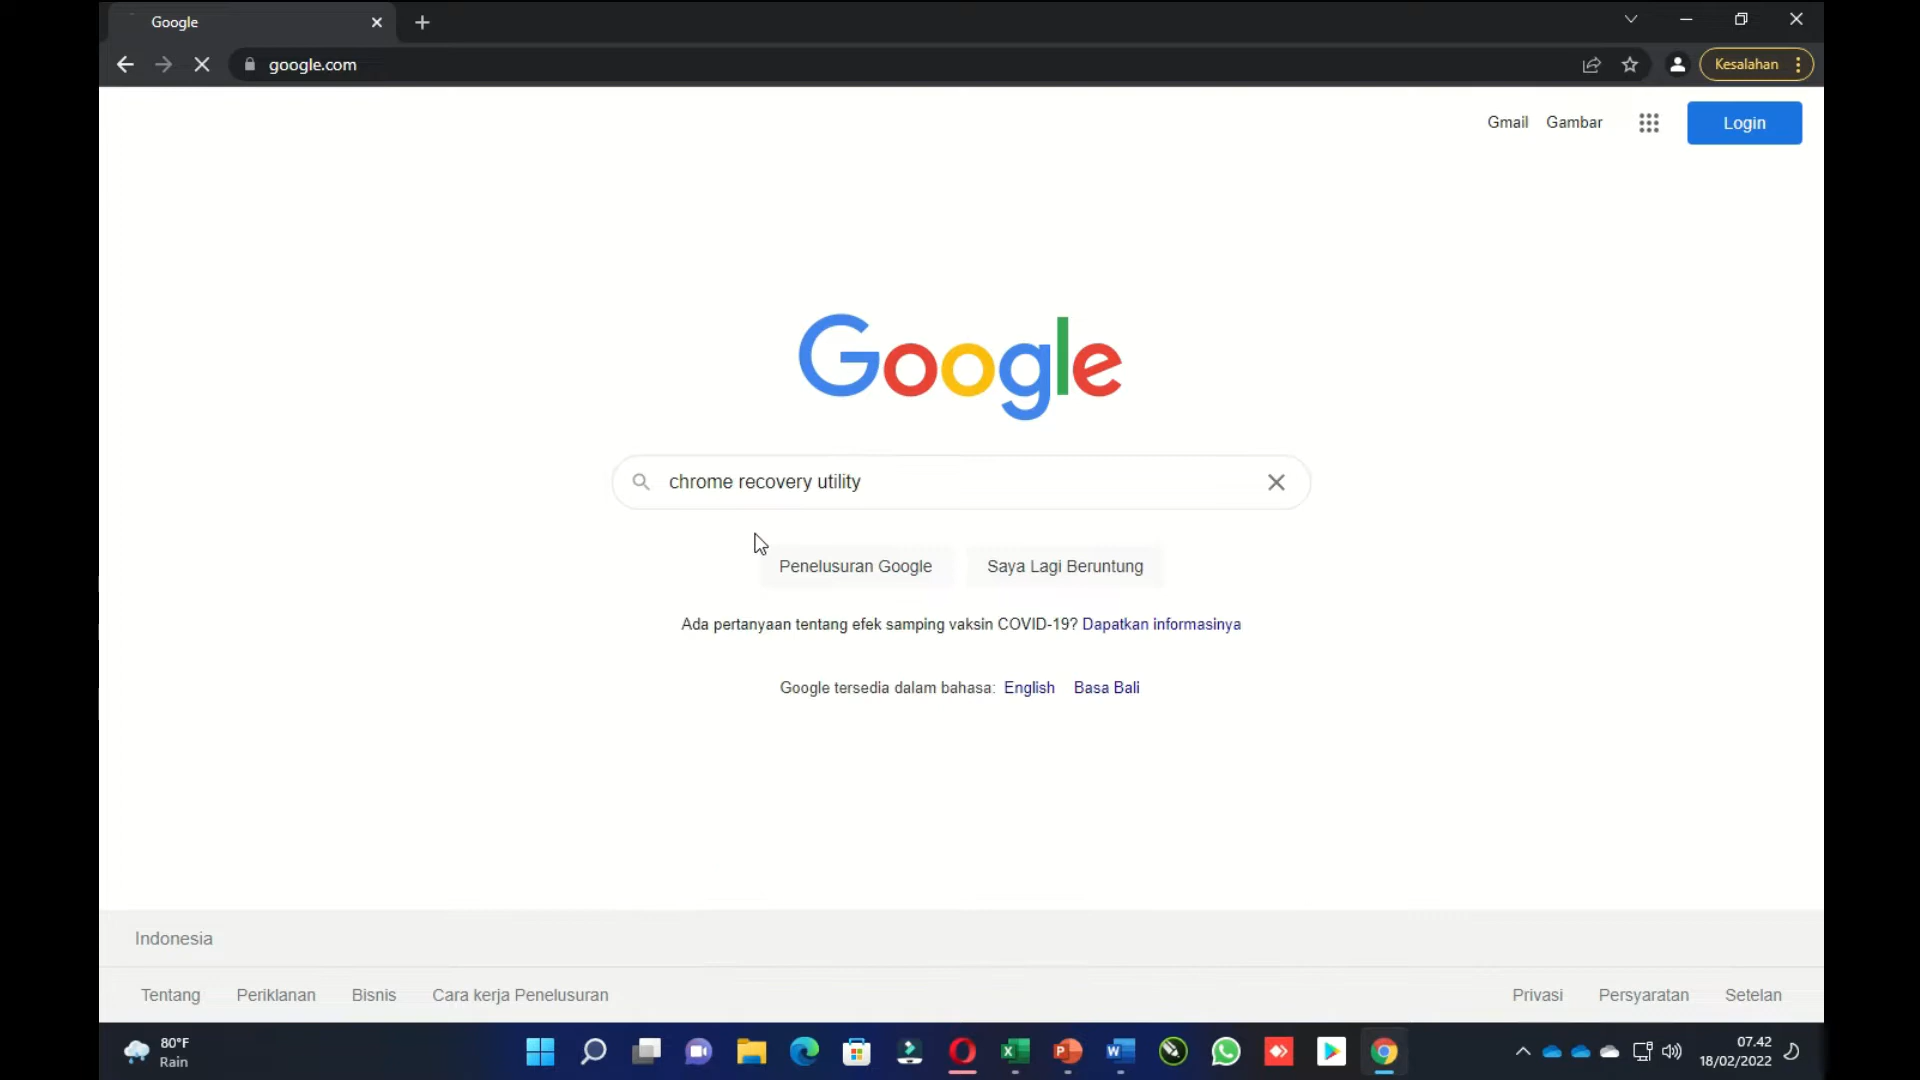 Google
google.com
Kesalahan
Gmail Gambar Login
Google
chrome recovery utility
Penelusuran Google Saya Lagi Beruntung
Ada pertanyaan tentang efek samping vaksin COVID-19? Dapatkan informasinya
Google tersedia dalam bahasa: English Basa Bali
Indonesia
Tentang Periklanan Bisnis Cara kerja Penelusuran Privasi Persyaratan Setelan
80°F
Rain
07.42
18/02/2022